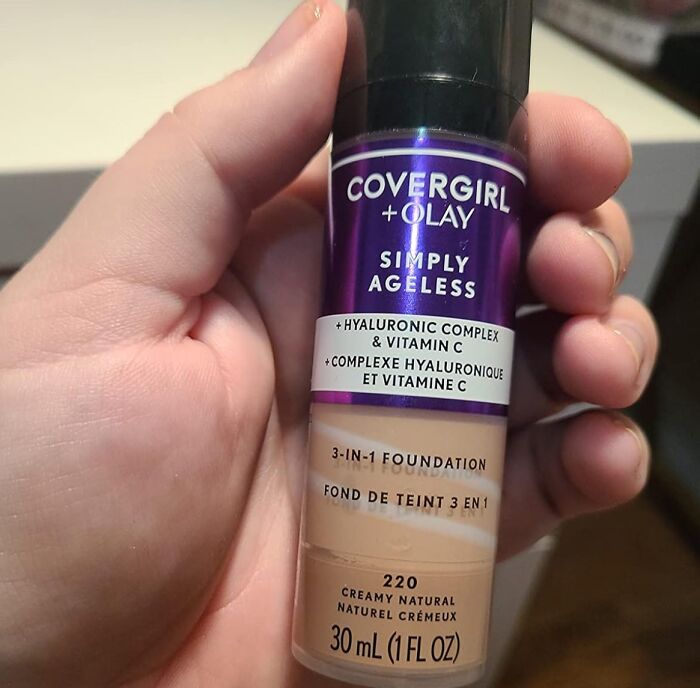 COVERGIRL
+OLAY
SIMPLY
AGELESS
+HYALURONIC COMPLEX
& VITAMIN C
+COMPLEXE HYALURONIQUE
ET VITAMINE C
3-IN-1 FOUNDATION
FOND DE TEINT 3 EN 1
220
CREAMY NATURAL
NATUREL CRÉMEUX
30 mL (1 FL OZ)